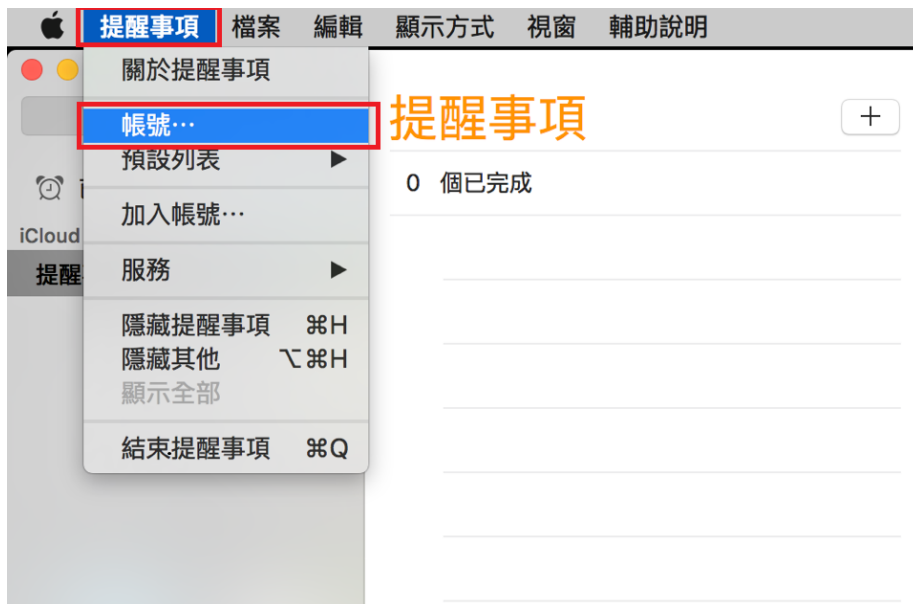 提醒事項 檔案 編輯 顯示方式 視窗 輔助說明
關於提醒事項
帳號…
預設列表
加入帳號…
服務
隱藏提醒事項 ⌘H
隱藏其他 ⌥⌘H
顯示全部
結束提醒事項 ⌘Q
iCloud
提醒
提醒事項 +
0 個已完成